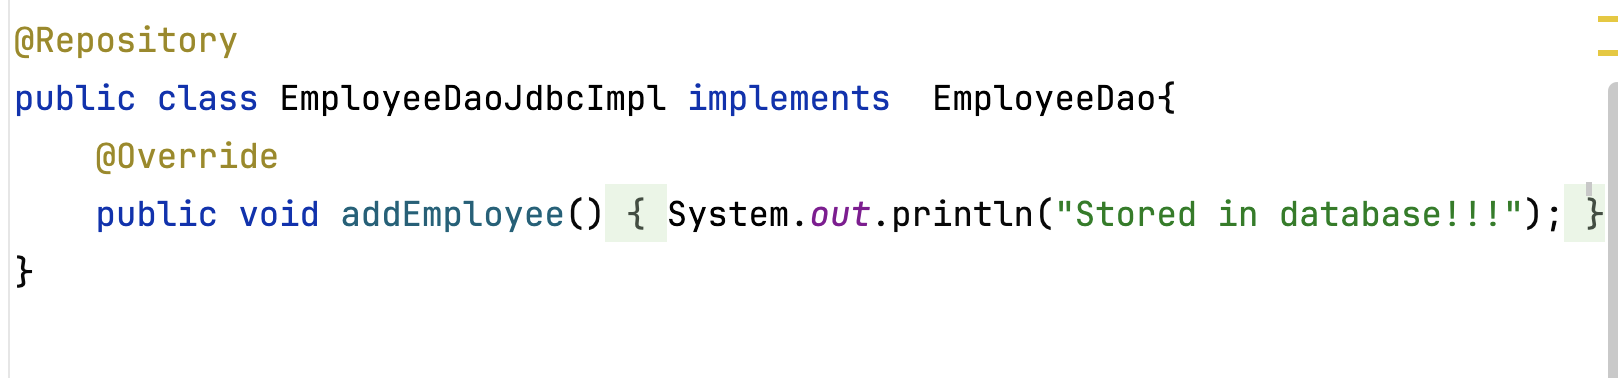 @Repository
public class EmployeeDaoJdbcImpl implements  EmployeeDao{
    @Override
    public void addEmployee() { System.out.println("Stored in database!!!"); }
}